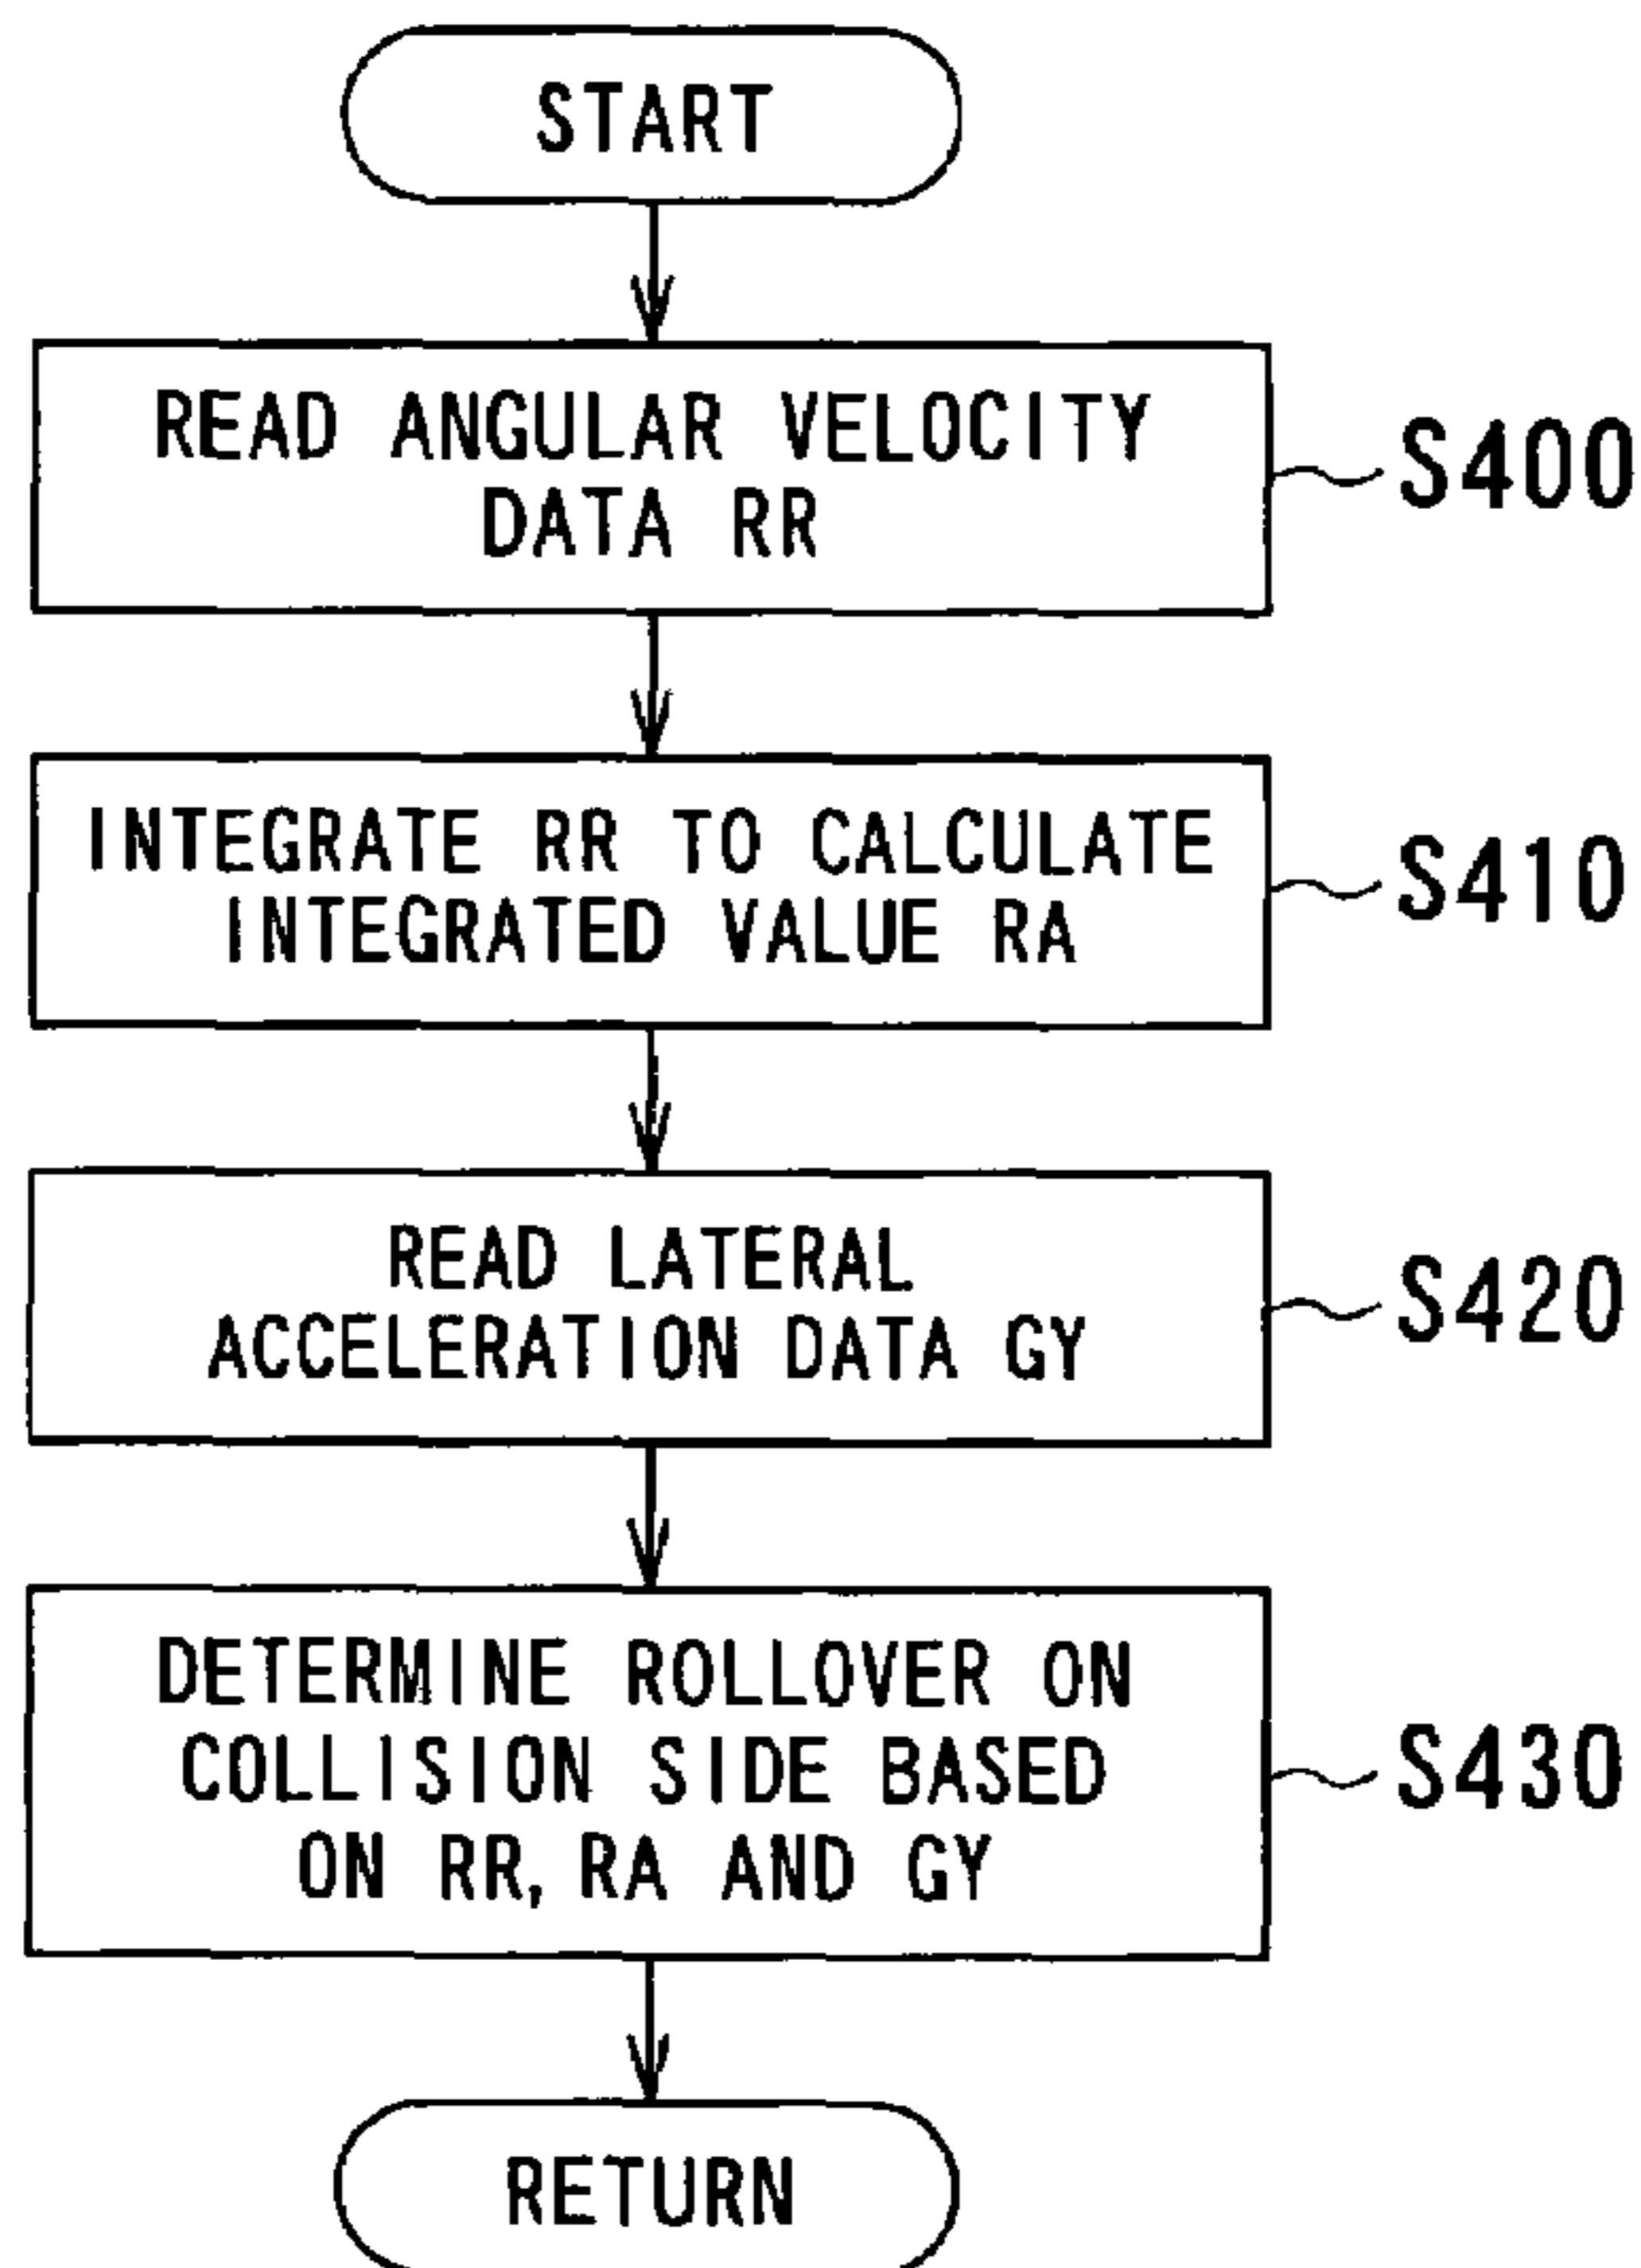 START
READ ANGULAR VELOCITY
DATA RR
S400
INTEGRATE RR TO CALCULATE
INTEGRATED VALUE RA
S410
READ LATERAL
ACCELERATION DATA GY
S420
DETERMINE ROLLOVER ON
COLLISION SIDE BASED
ON RR, RA AND GY
S430
RETURN